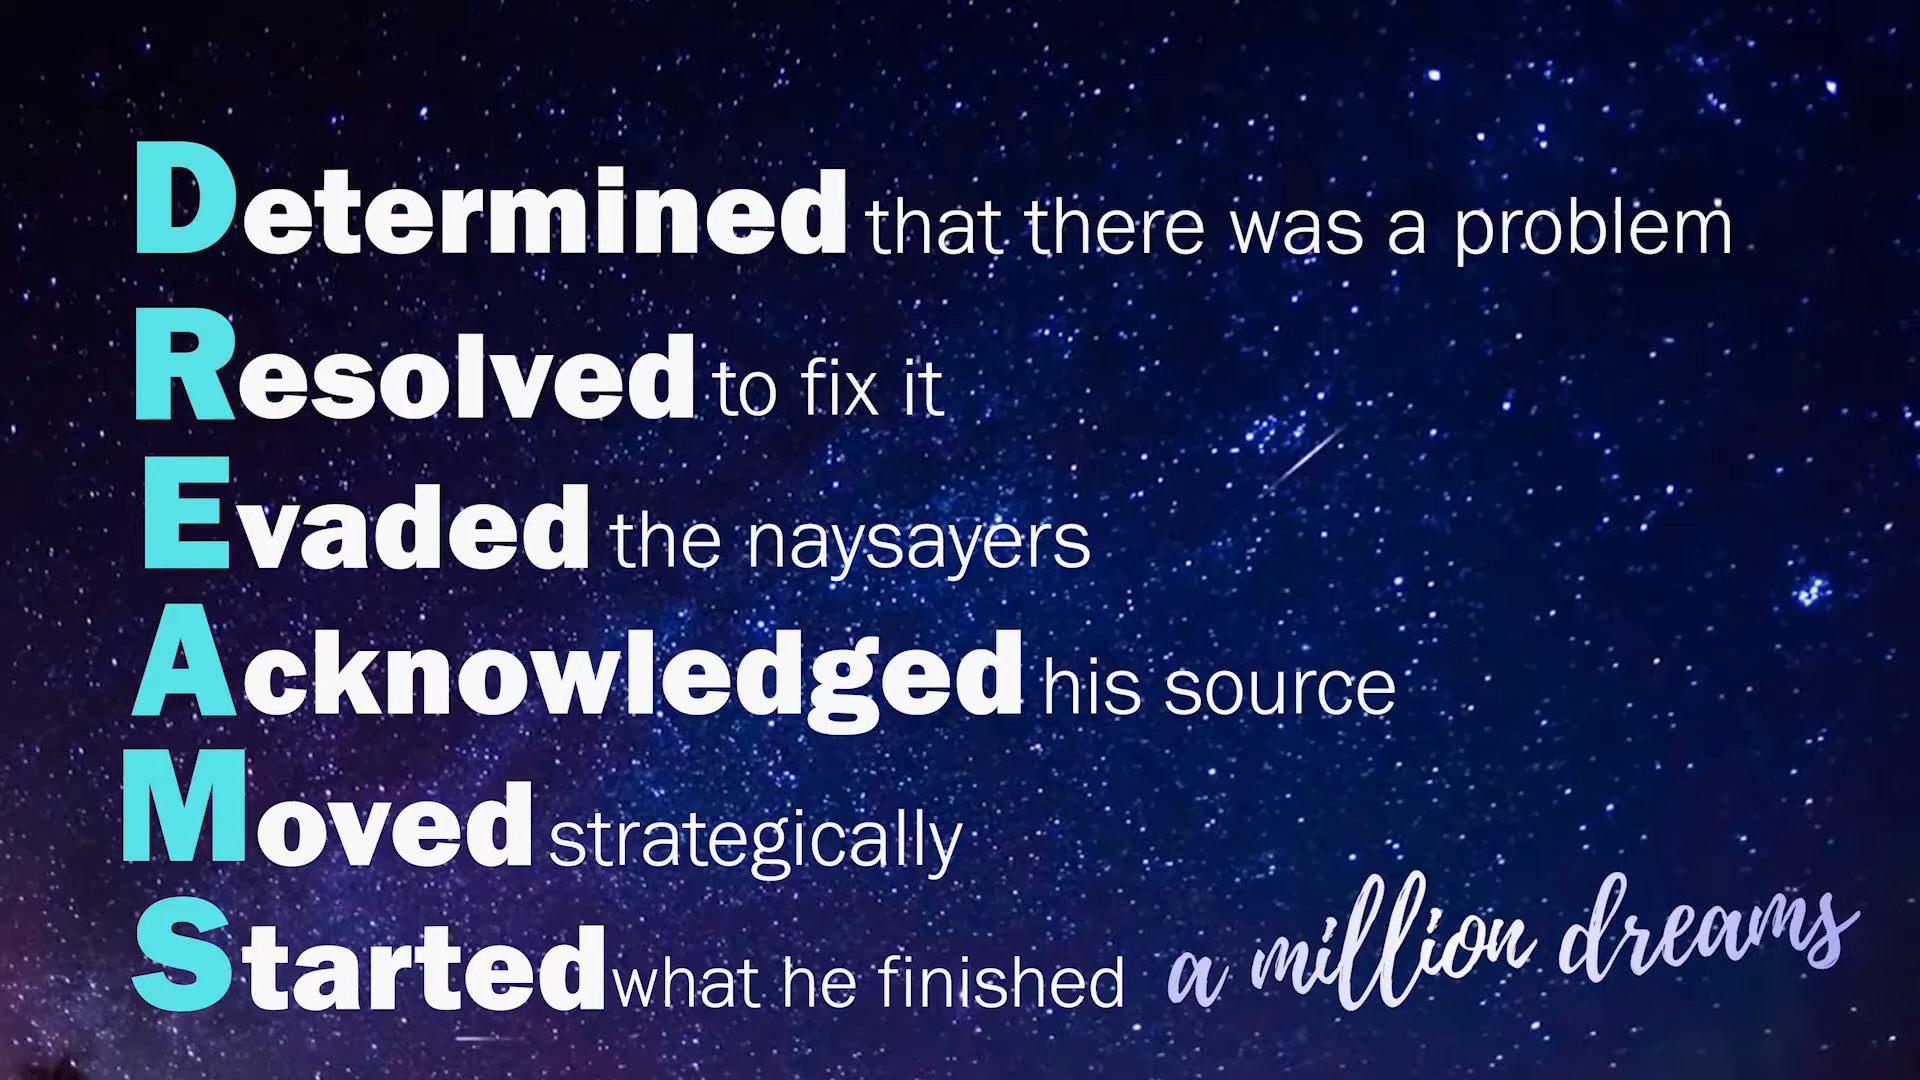 Determined that there was a problem
Resolved to fix it
Evaded the naysayers
Acknowledged his source
Moved strategically
Started what he finished
a million dreams